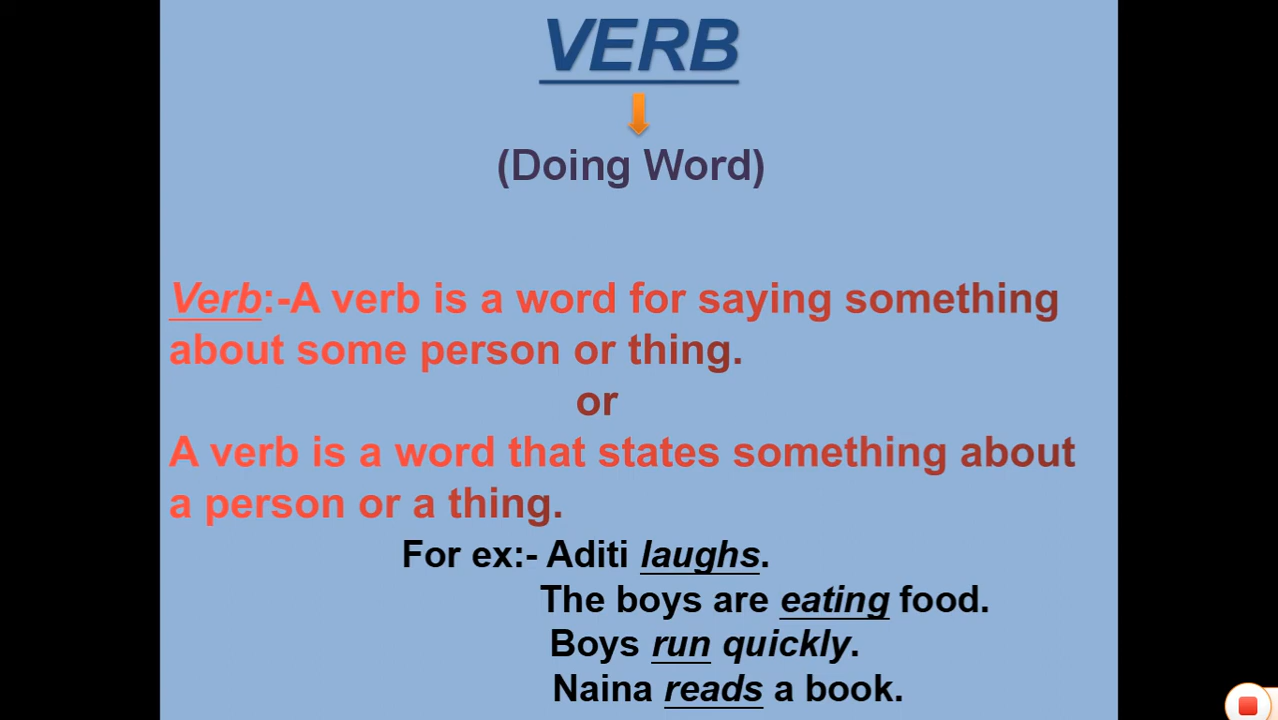 VERB
(Doing Word)
Verb:-A verb is a word for saying something
about some person or thing.
or
A verb is a word that states something about
a person or a thing.
For ex:- Aditi laughs.
The boys are eating food.
Boys run quickly.
Naina reads a book.